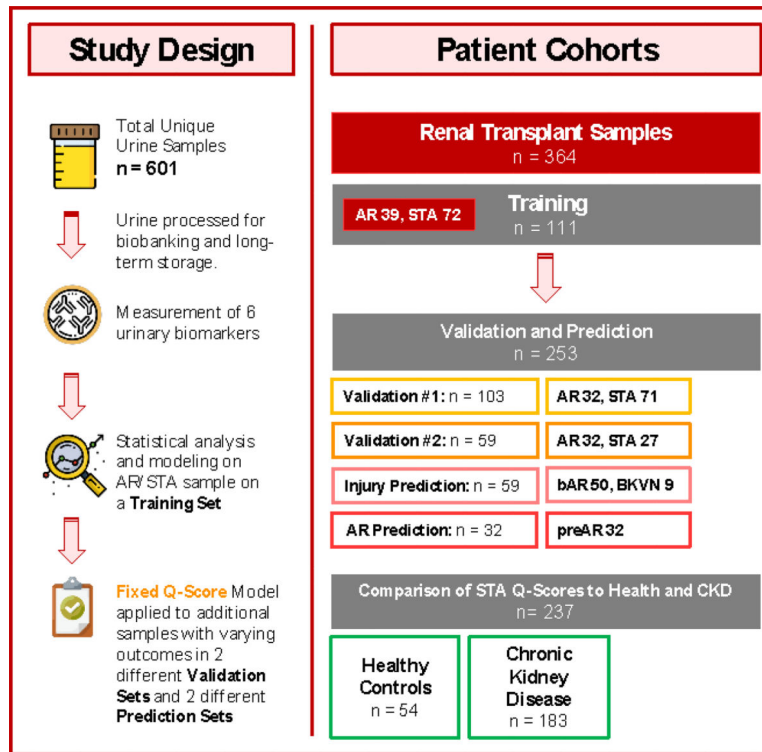 Study Design
Total Unique
Urine Samples
n = 601
Urine processed for
biobanking and long-
term storage.
Measurement of 6
urinary biomarkers
Statistical analysis
and modeling on
AR/STA sample on
a Training Set
Fixed Q-Score Model
applied to additional
samples with varying
outcomes in 2
different Validation
Sets and 2 different
Prediction Sets
Patient Cohorts
Renal Transplant Samples
n = 364
Training
n = 111
AR 39, STA 72
Validation and Prediction
n = 253
Validation #1: n = 103
AR 32, STA 71
Validation #2: n = 59
AR 32, STA 27
Injury Prediction: n = 59
bAR 50, BKVN 9
AR Prediction: n = 32
preAR 32
Comparison of STA Q-Scores to Health and CKD
n= 237
Healthy
Controls
n = 54
Chronic
Kidney
Disease
n = 183